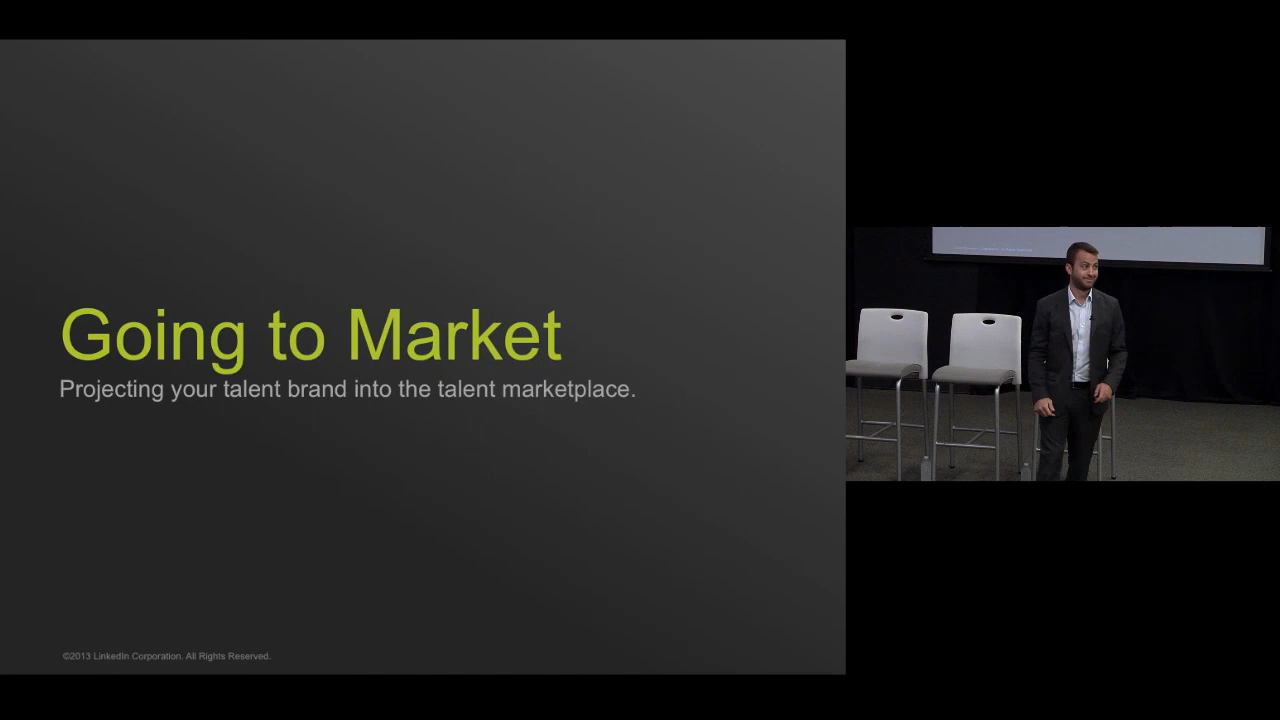 Going to Market
Projecting your talent brand into the talent marketplace.
©2013 LinkedIn Corporation. All Rights Reserved.